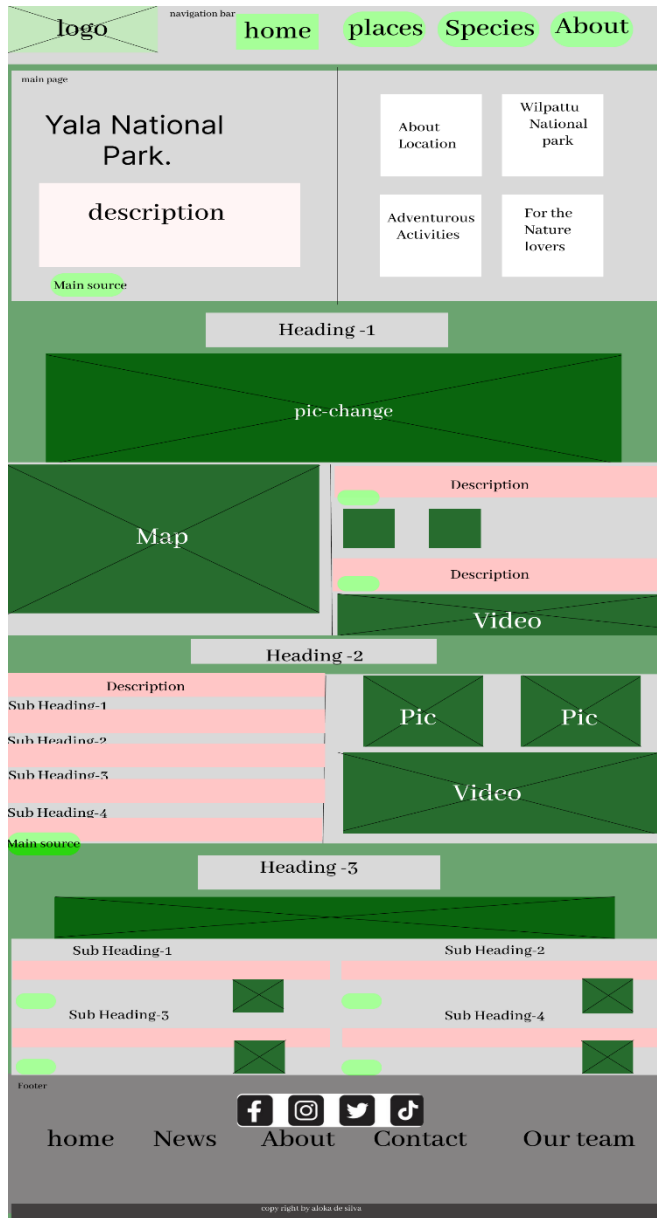 logo
navigation bar
home
places
Species
About
main page
Yala National
Park.
description
Main source
About
Location
Wilpattu
National
park
Adventurous
Activities
For the
Nature
lovers
Heading -1
pic-change
Map
Description
Description
Video
Heading -2
Description
Sub Heading-1
Sub Heading-2
Sub Heading-3
Sub Heading-4
Main source
Pic
Pic
Video
Heading -3
Sub Heading-1
Sub Heading-2
Sub Heading-3
Sub Heading-4
Footer
home
News
About
Contact
Our team
copy right by aloka de silva